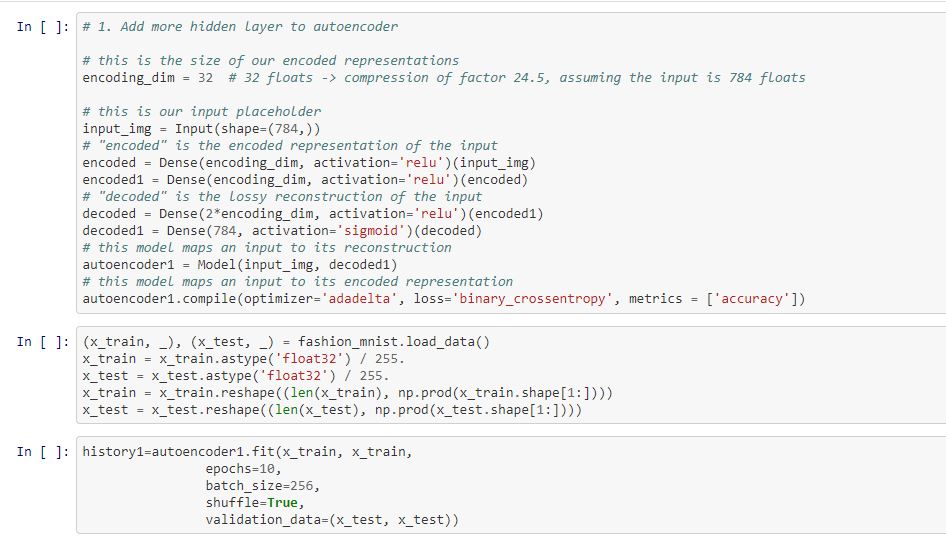 In [ ]: # 1. Add more hidden layer to autoencoder
# this is the size of our encoded representations
encoding_dim = 32  # 32 floats -> compression of factor 24.5, assuming the input is 784 floats
# this is our input placeholder
input_img = Input(shape=(784,))
# "encoded" is the encoded representation of the input
encoded = Dense(encoding_dim, activation='relu')(input_img)
encoded1 = Dense(encoding_dim, activation='relu')(encoded)
# "decoded" is the lossy reconstruction of the input
decoded = Dense(2*encoding_dim, activation='relu')(encoded1)
decoded1 = Dense(784, activation='sigmoid')(decoded)
# this model maps an input to its reconstruction
autoencoder1 = Model(input_img, decoded1)
# this model maps an input to its encoded representation
autoencoder1.compile(optimizer='adadelta', loss='binary_crossentropy', metrics = ['accuracy'])
In [ ]: (x_train, _), (x_test, _) = fashion_mnist.load_data()
x_train = x_train.astype('float32') / 255.
x_test = x_test.astype('float32') / 255.
x_train = x_train.reshape((len(x_train), np.prod(x_train.shape[1:])))
x_test = x_test.reshape((len(x_test), np.prod(x_test.shape[1:])))
In [ ]: history1=autoencoder1.fit(x_train, x_train,
epochs=10,
batch_size=256,
shuffle=True,
validation_data=(x_test, x_test))